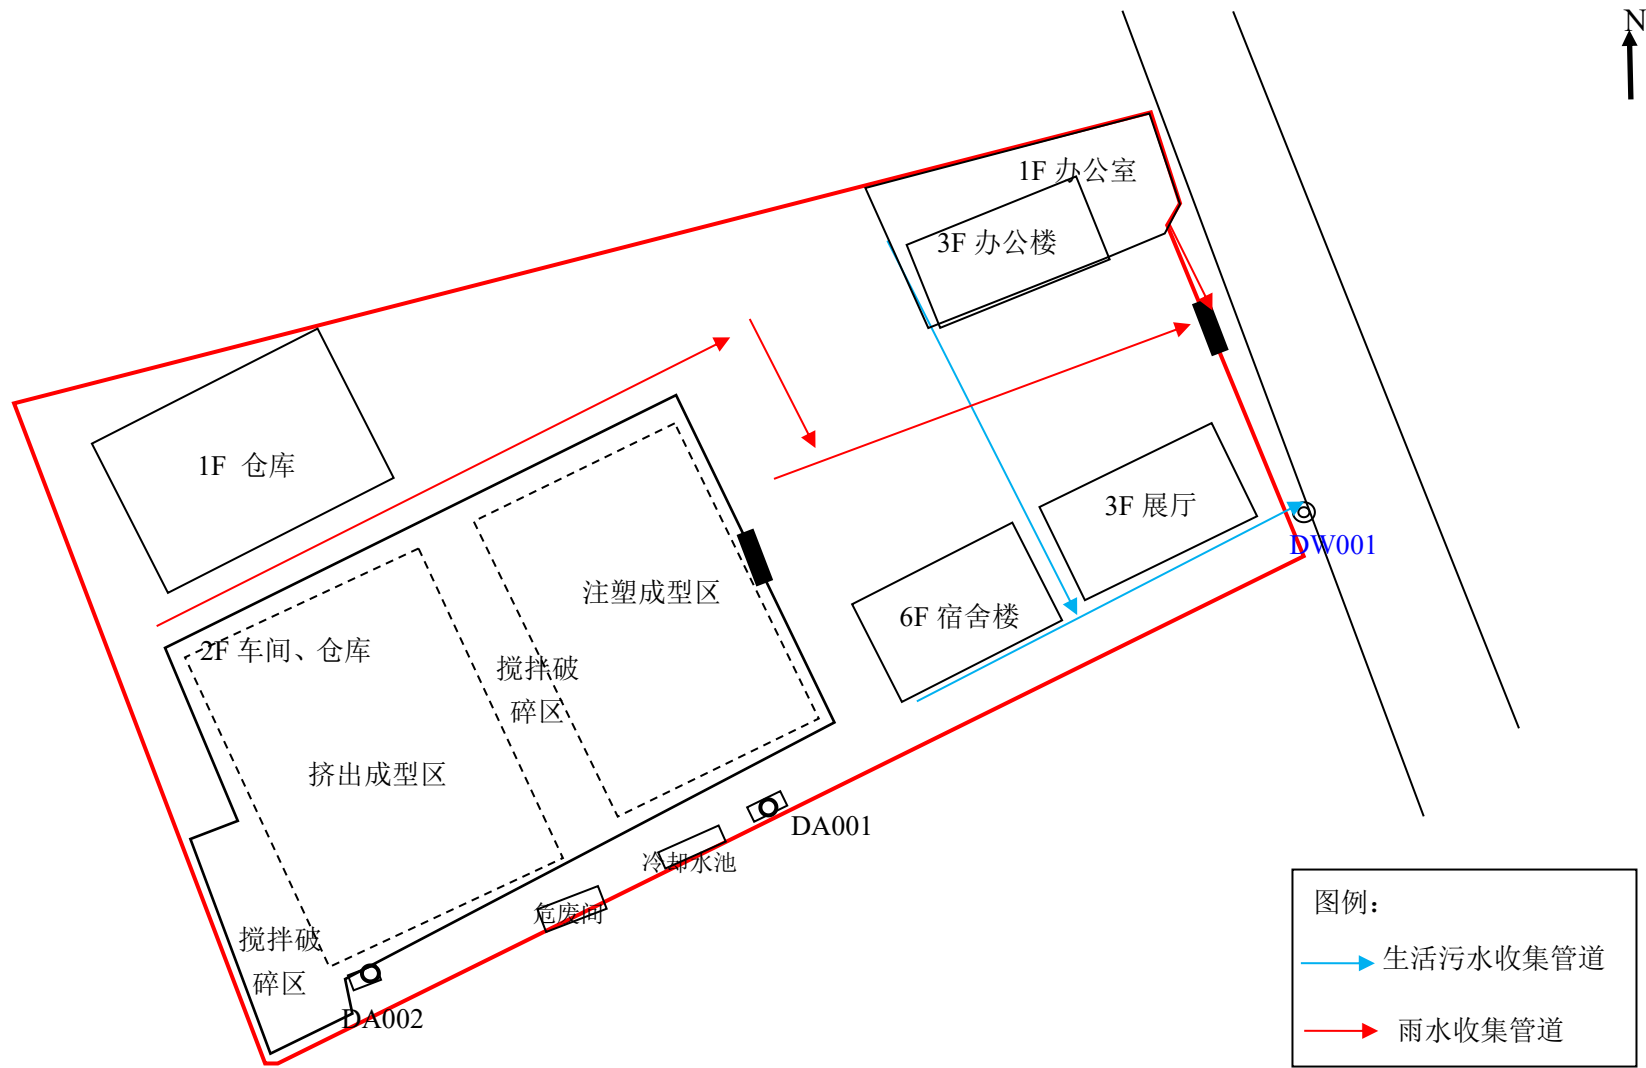 N
1F 办公室
3F 办公楼
1F 仓库
3F 展厅
DW001
注塑成型区
6F 宿舍楼
2F 车间、仓库
搅拌破
碎区
挤出成型区
DA001
冷却水池
危废间
搅拌破
碎区
DA002
图例：
生活污水收集管道
雨水收集管道